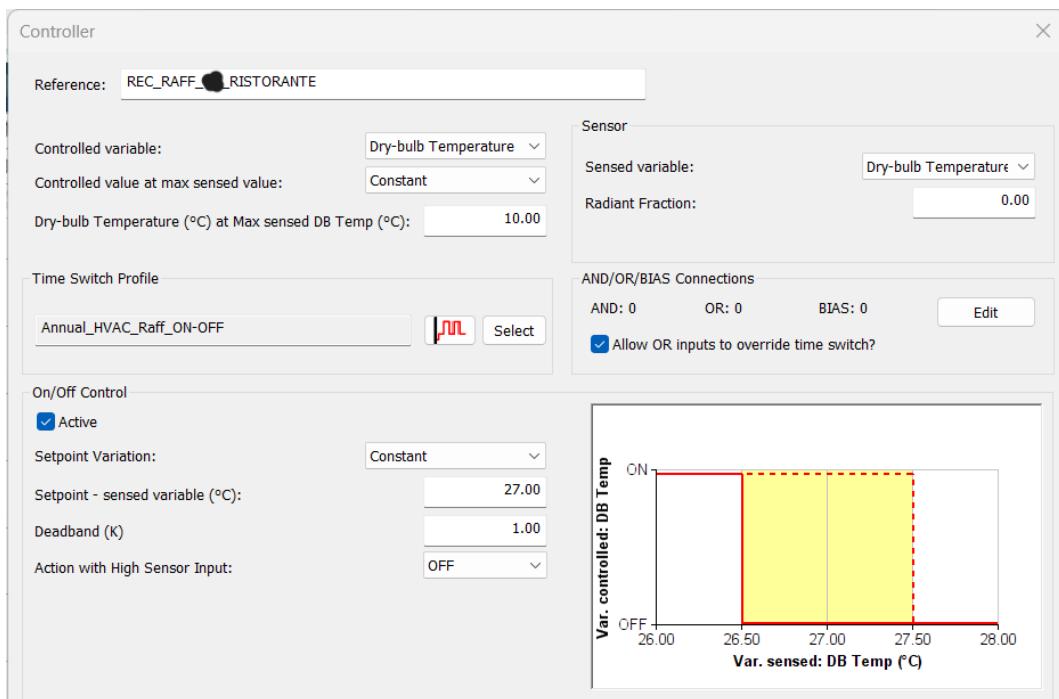 Controller
Reference: REC_RAFF_ _RISTORANTE
Controlled variable: Dry-bulb Temperature
Controlled value at max sensed value: Constant
Dry-bulb Temperature (°C) at Max sensed DB Temp (°C): 10.00
Sensor
Sensed variable: Dry-bulb Temperature
Radiant Fraction: 0.00
Time Switch Profile
Annual_HVAC_Raff_ON-OFF Select
AND/OR/BIAS Connections
AND: 0 OR: 0 BIAS: 0 Edit
Allow OR inputs to override time switch?
On/Off Control
Active
Setpoint Variation: Constant
Setpoint - sensed variable (°C): 27.00
Deadband (K) 1.00
Action with High Sensor Input: OFF
Var. controlled: DB Temp
ON
OFF
26.00 26.50 27.00 27.50 28.00
Var. sensed: DB Temp (°C)